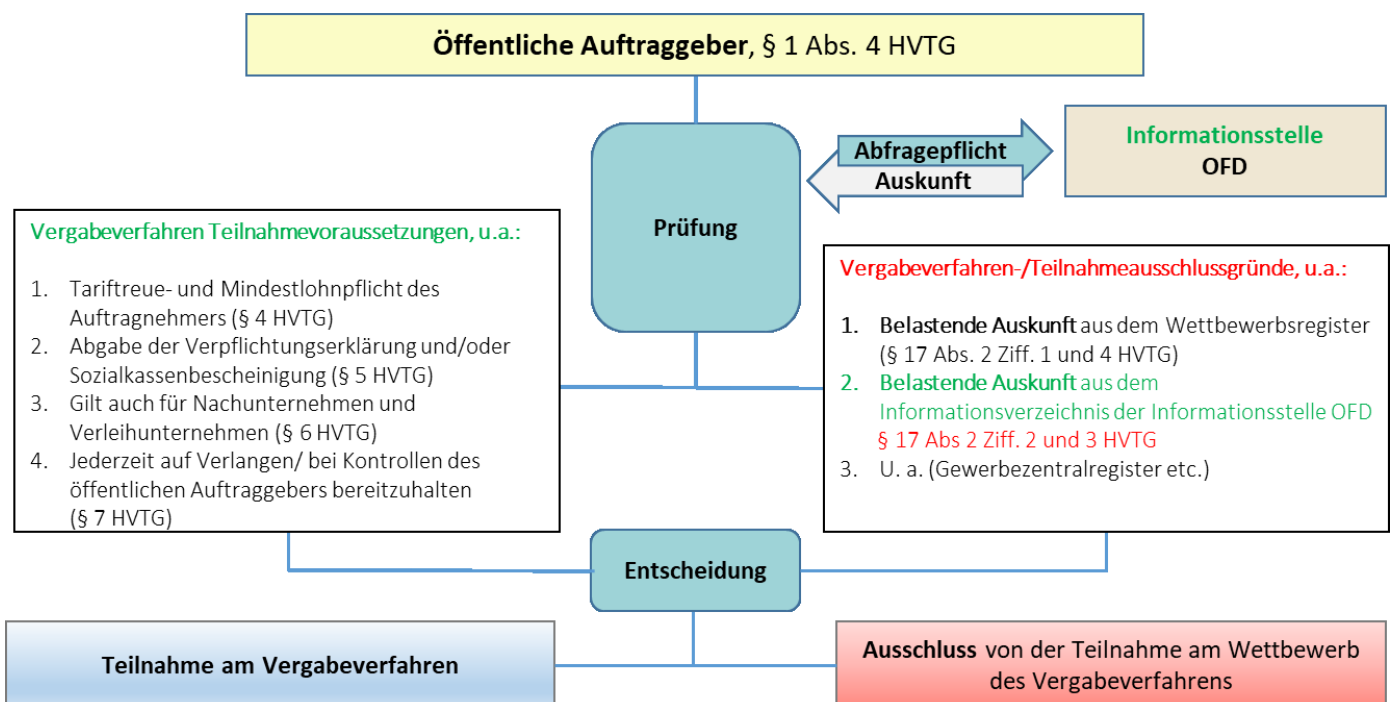 Öffentliche Auftraggeber, § 1 Abs. 4 HVTG
Abfragepflicht
Auskunft
Informationsstelle
OFD
Prüfung
Vergabeverfahren Teilnahmevoraussetzungen, u.a.:
1. Tariftreue- und Mindestlohnpflicht des
Auftragnehmers (§ 4 HVTG)
2. Abgabe der Verpflichtungserklärung und/oder
Sozialkassenbescheinigung (§ 5 HVTG)
3. Gilt auch für Nachunternehmen und
Verleihunternehmen (§ 6 HVTG)
4. Jederzeit auf Verlangen/ bei Kontrollen des
öffentlichen Auftraggebers bereitzuhalten
(§ 7 HVTG)
Vergabeverfahren-/Teilnahmeausschlussgründe, u.a.:
1. Belastende Auskunft aus dem Wettbewerbsregister
(§ 17 Abs. 2 Ziff. 1 und 4 HVTG)
2. Belastende Auskunft aus dem
Informationsverzeichnis der Informationsstelle OFD
§ 17 Abs 2 Ziff. 2 und 3 HVTG
3. U. a. (Gewerbezentralregister etc.)
Entscheidung
Teilnahme am Vergabeverfahren
Ausschluss von der Teilnahme am Wettbewerb
des Vergabeverfahrens